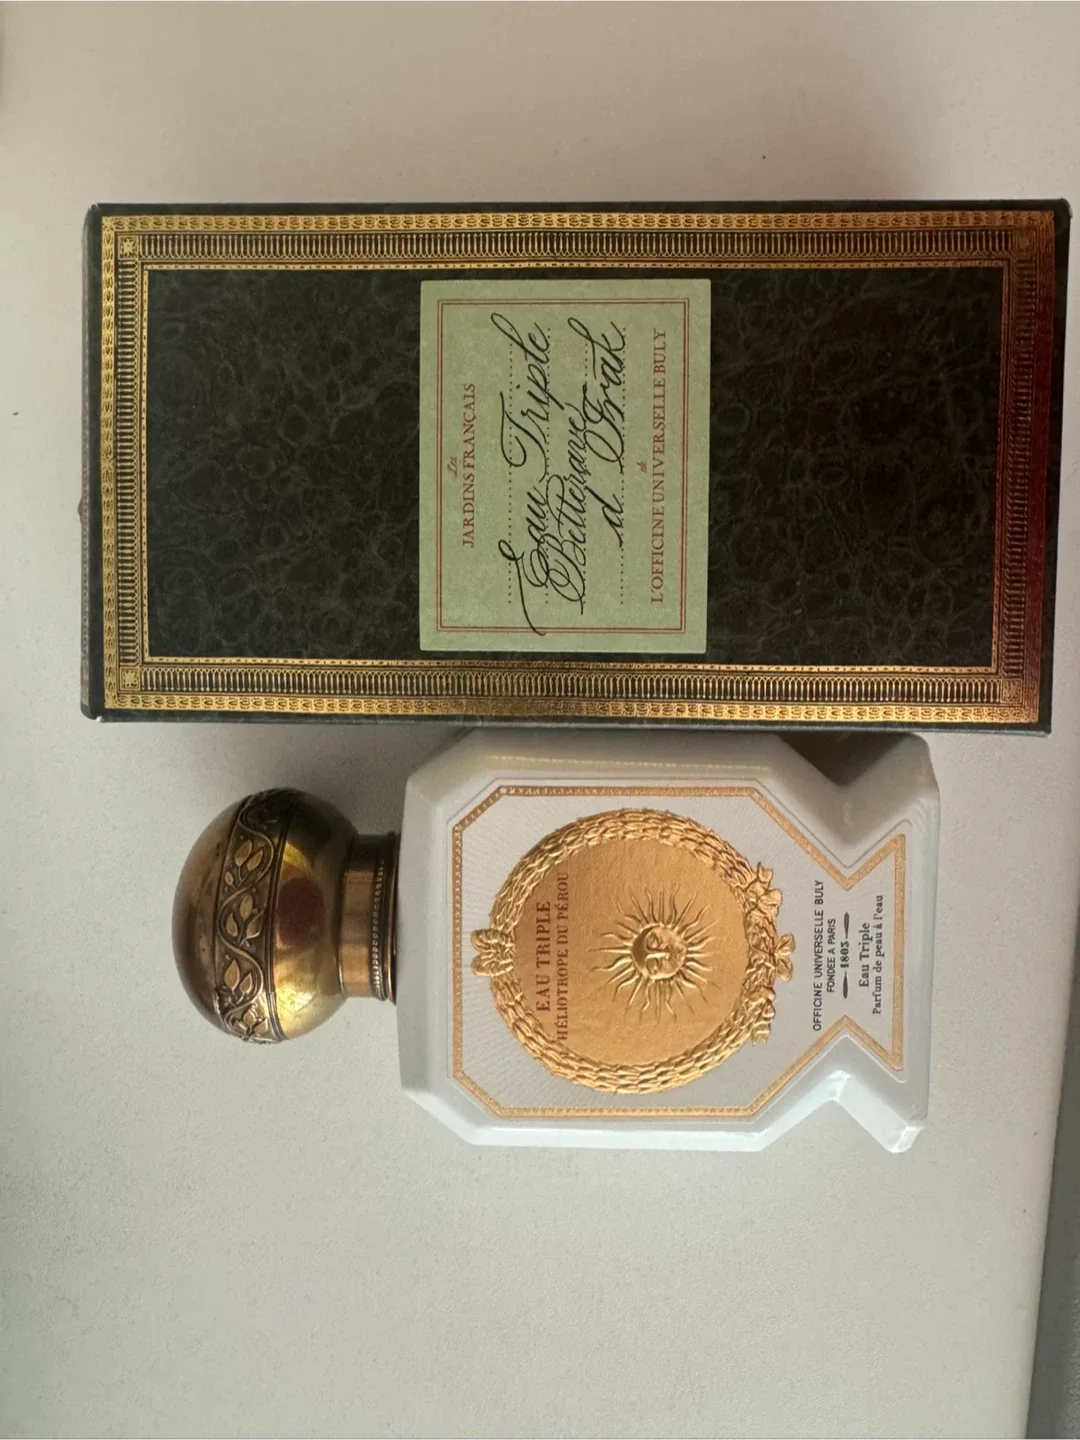 Les
JARDINS FRANÇAIS
Eau Triple
Betterave
d'Irak
de
L'OFFICINE UNIVERSELLE BULY
EAU TRIPLE
HÉLIOTROPE DU PÉROU
OFFICINE UNIVERSELLE BULY
FONDÉE A PARIS
1803
Eau Triple
Parfum de peau à l'eau